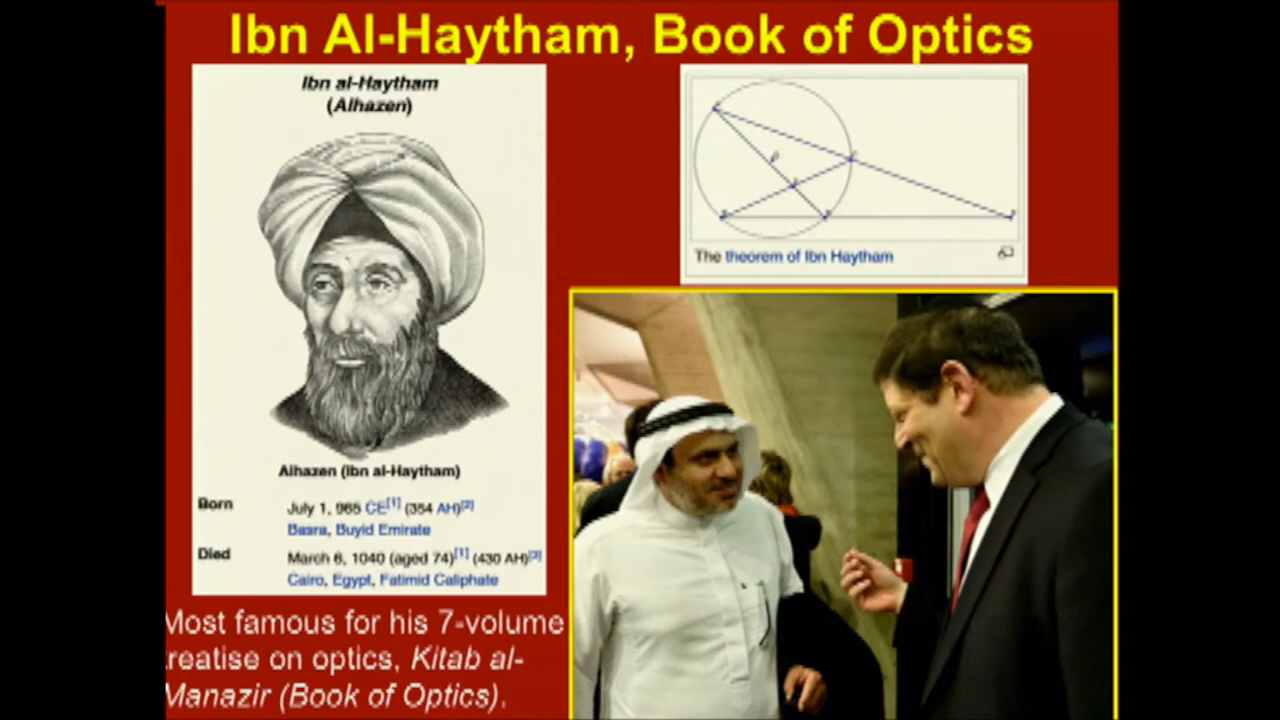 Ibn Al-Haytham, Book of Optics
Ibn al-Haytham
(Alhazen)
Alhazen (Ibn al-Haytham)
Born July 1, 965 CE[1] (354 AH)[2]
Basra, Buyid Emirate
Died March 6, 1040 (aged 74)[1] (430 AH)[3]
Cairo, Egypt, Fatimid Caliphate
Most famous for his 7-volume
reatise on optics, Kitab al-
Manazir (Book of Optics).
The theorem of Ibn Haytham